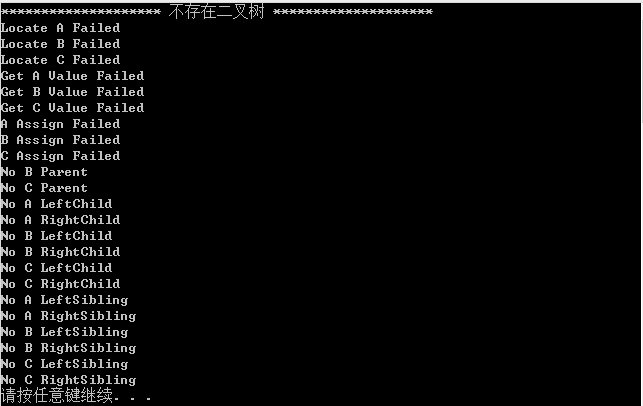 ******************** 不存在二叉树 ********************
Locate A Failed
Locate B Failed
Locate C Failed
Get A Value Failed
Get B Value Failed
Get C Value Failed
A Assign Failed
B Assign Failed
C Assign Failed
No B Parent
No C Parent
No A LeftChild
No A RightChild
No B LeftChild
No B RightChild
No C LeftChild
No C RightChild
No A LeftSibling
No A RightSibling
No B LeftSibling
No B RightSibling
No C LeftSibling
No C RightSibling
请按任意键继续. . .